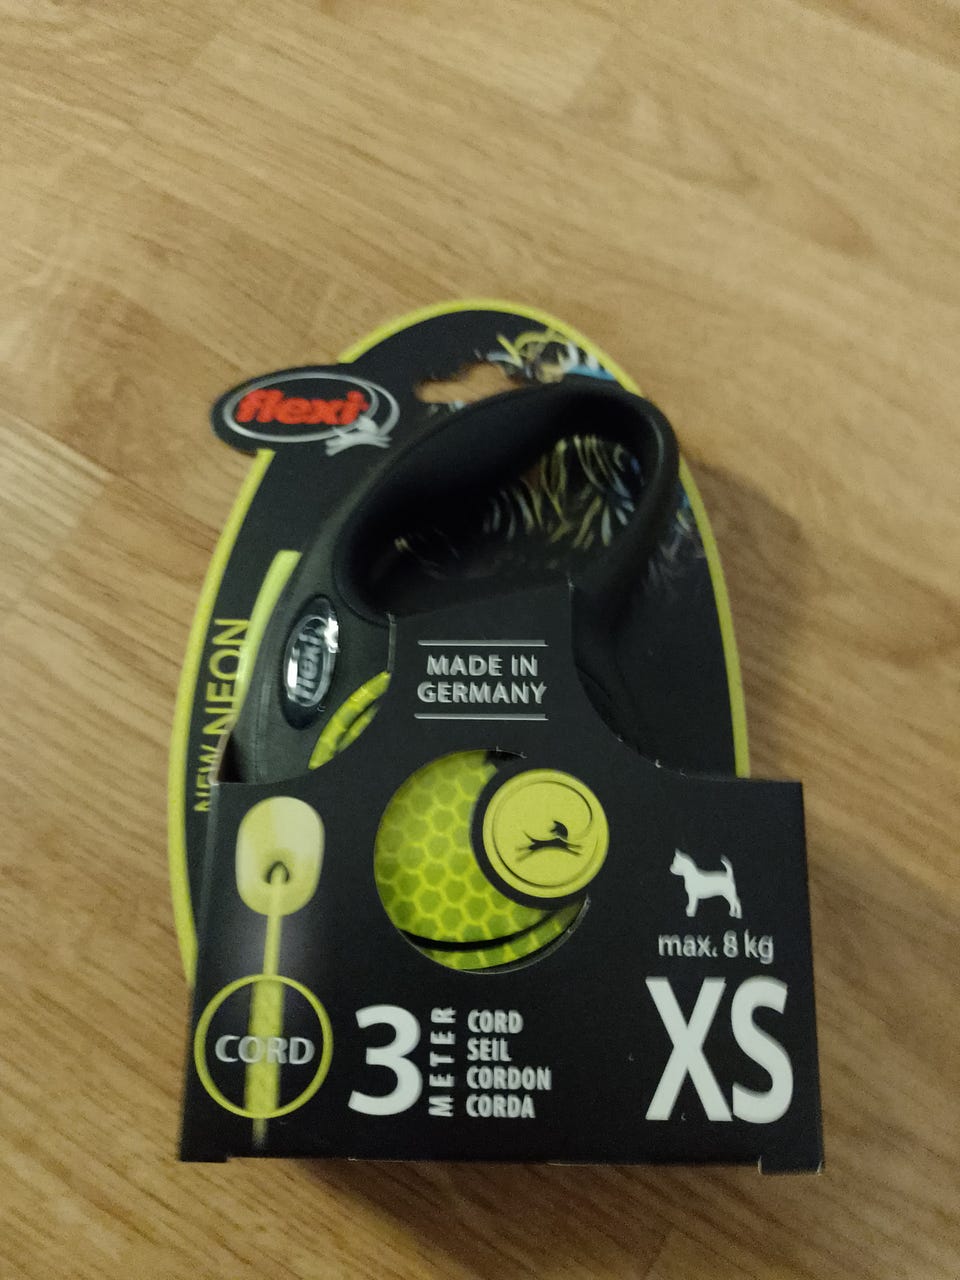 flexi
flexi
NEW NEON
MADE IN
GERMANY
max. 8 kg
XS
CORD
3
METER
CORD
SEIL
CORDON
CORDA